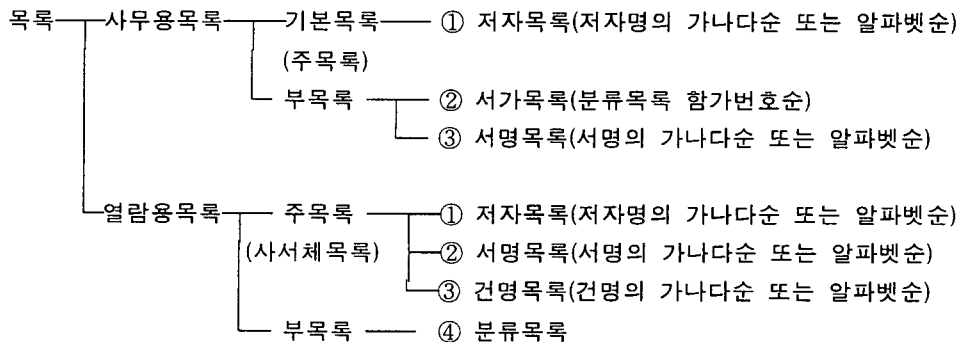 목록 사무용목록 기본목록 ① 저자목록(저자명의 가나다순 또는 알파벳순)
(주목록)
부목록 ② 서가목록(분류목록 함가번호순)
③ 서명목록(서명의 가나다순 또는 알파벳순)
열람용목록 주목록 ① 저자목록(저자명의 가나다순 또는 알파벳순)
(사서체목록) ② 서명목록(서명의 가나다순 또는 알파벳순)
③ 건명목록(건명의 가나다순 또는 알파벳순)
부목록 ④ 분류목록